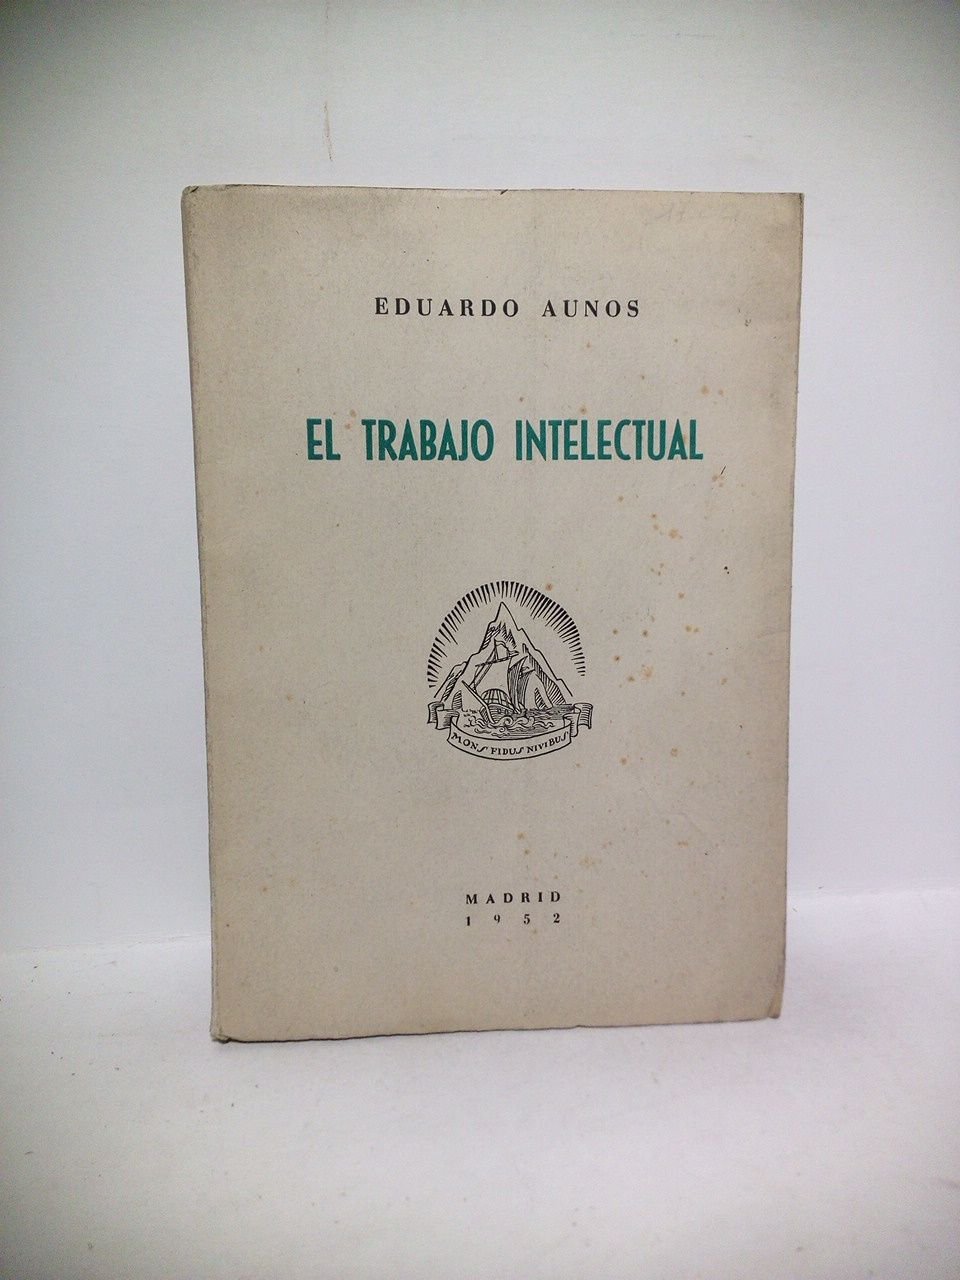 EDUARDO AUNOS
EL TRABAJO INTELECTUAL
MONS FIDUS NIVIBUS
MADRID
1952